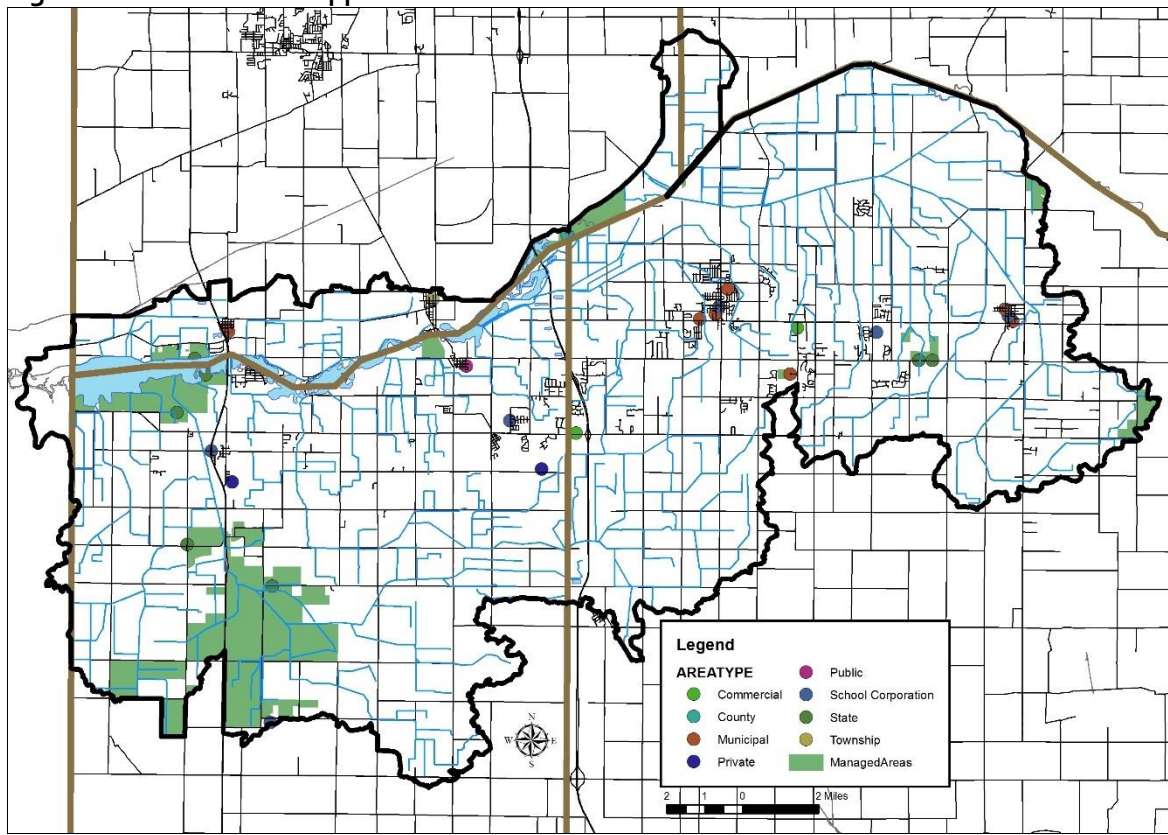 N
W E
S
Legend
AREATYPE
Commercial
County
Municipal
Private
Public
School Corporation
State
Township
ManagedAreas
2 1 0 2 Miles